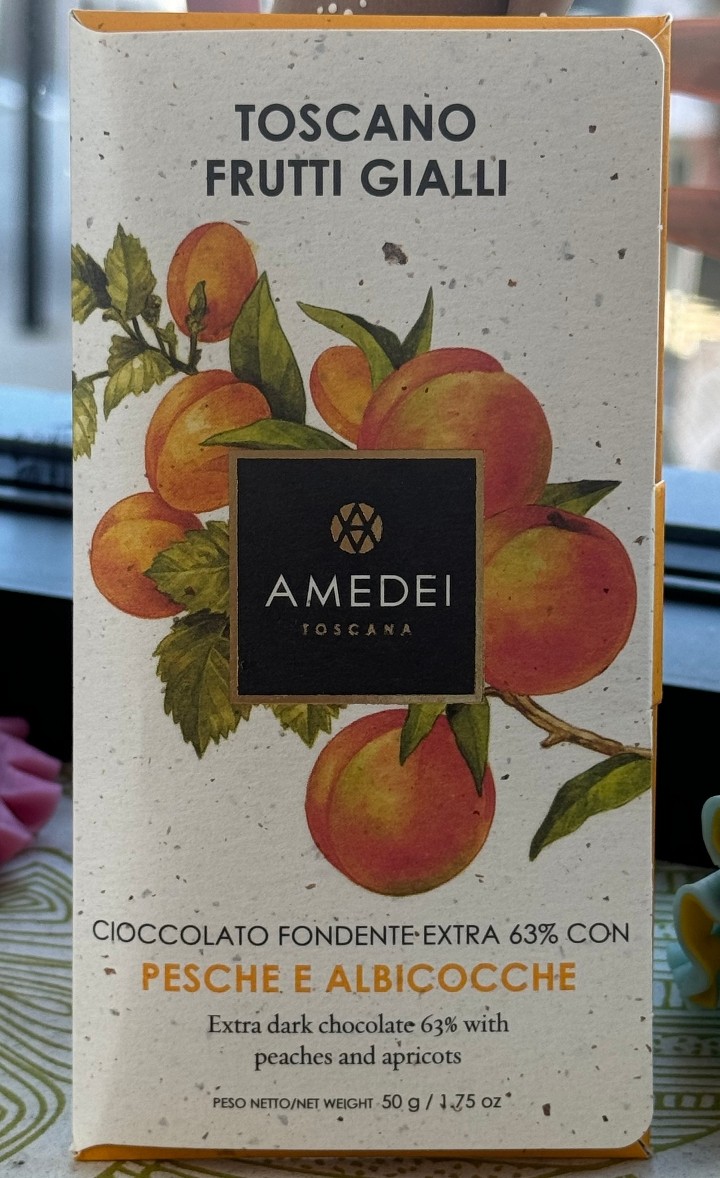 TOSCANO
FRUTTI GIALLI
AMEDEI
TOSCANA
CIOCCOLATO FONDENTE EXTRA 63% CON
PESCHE E ALBICOCCHE
Extra dark chocolate 63% with
peaches and apricots
PESO NETTO/NET WEIGHT 50 g / 1.75 oz